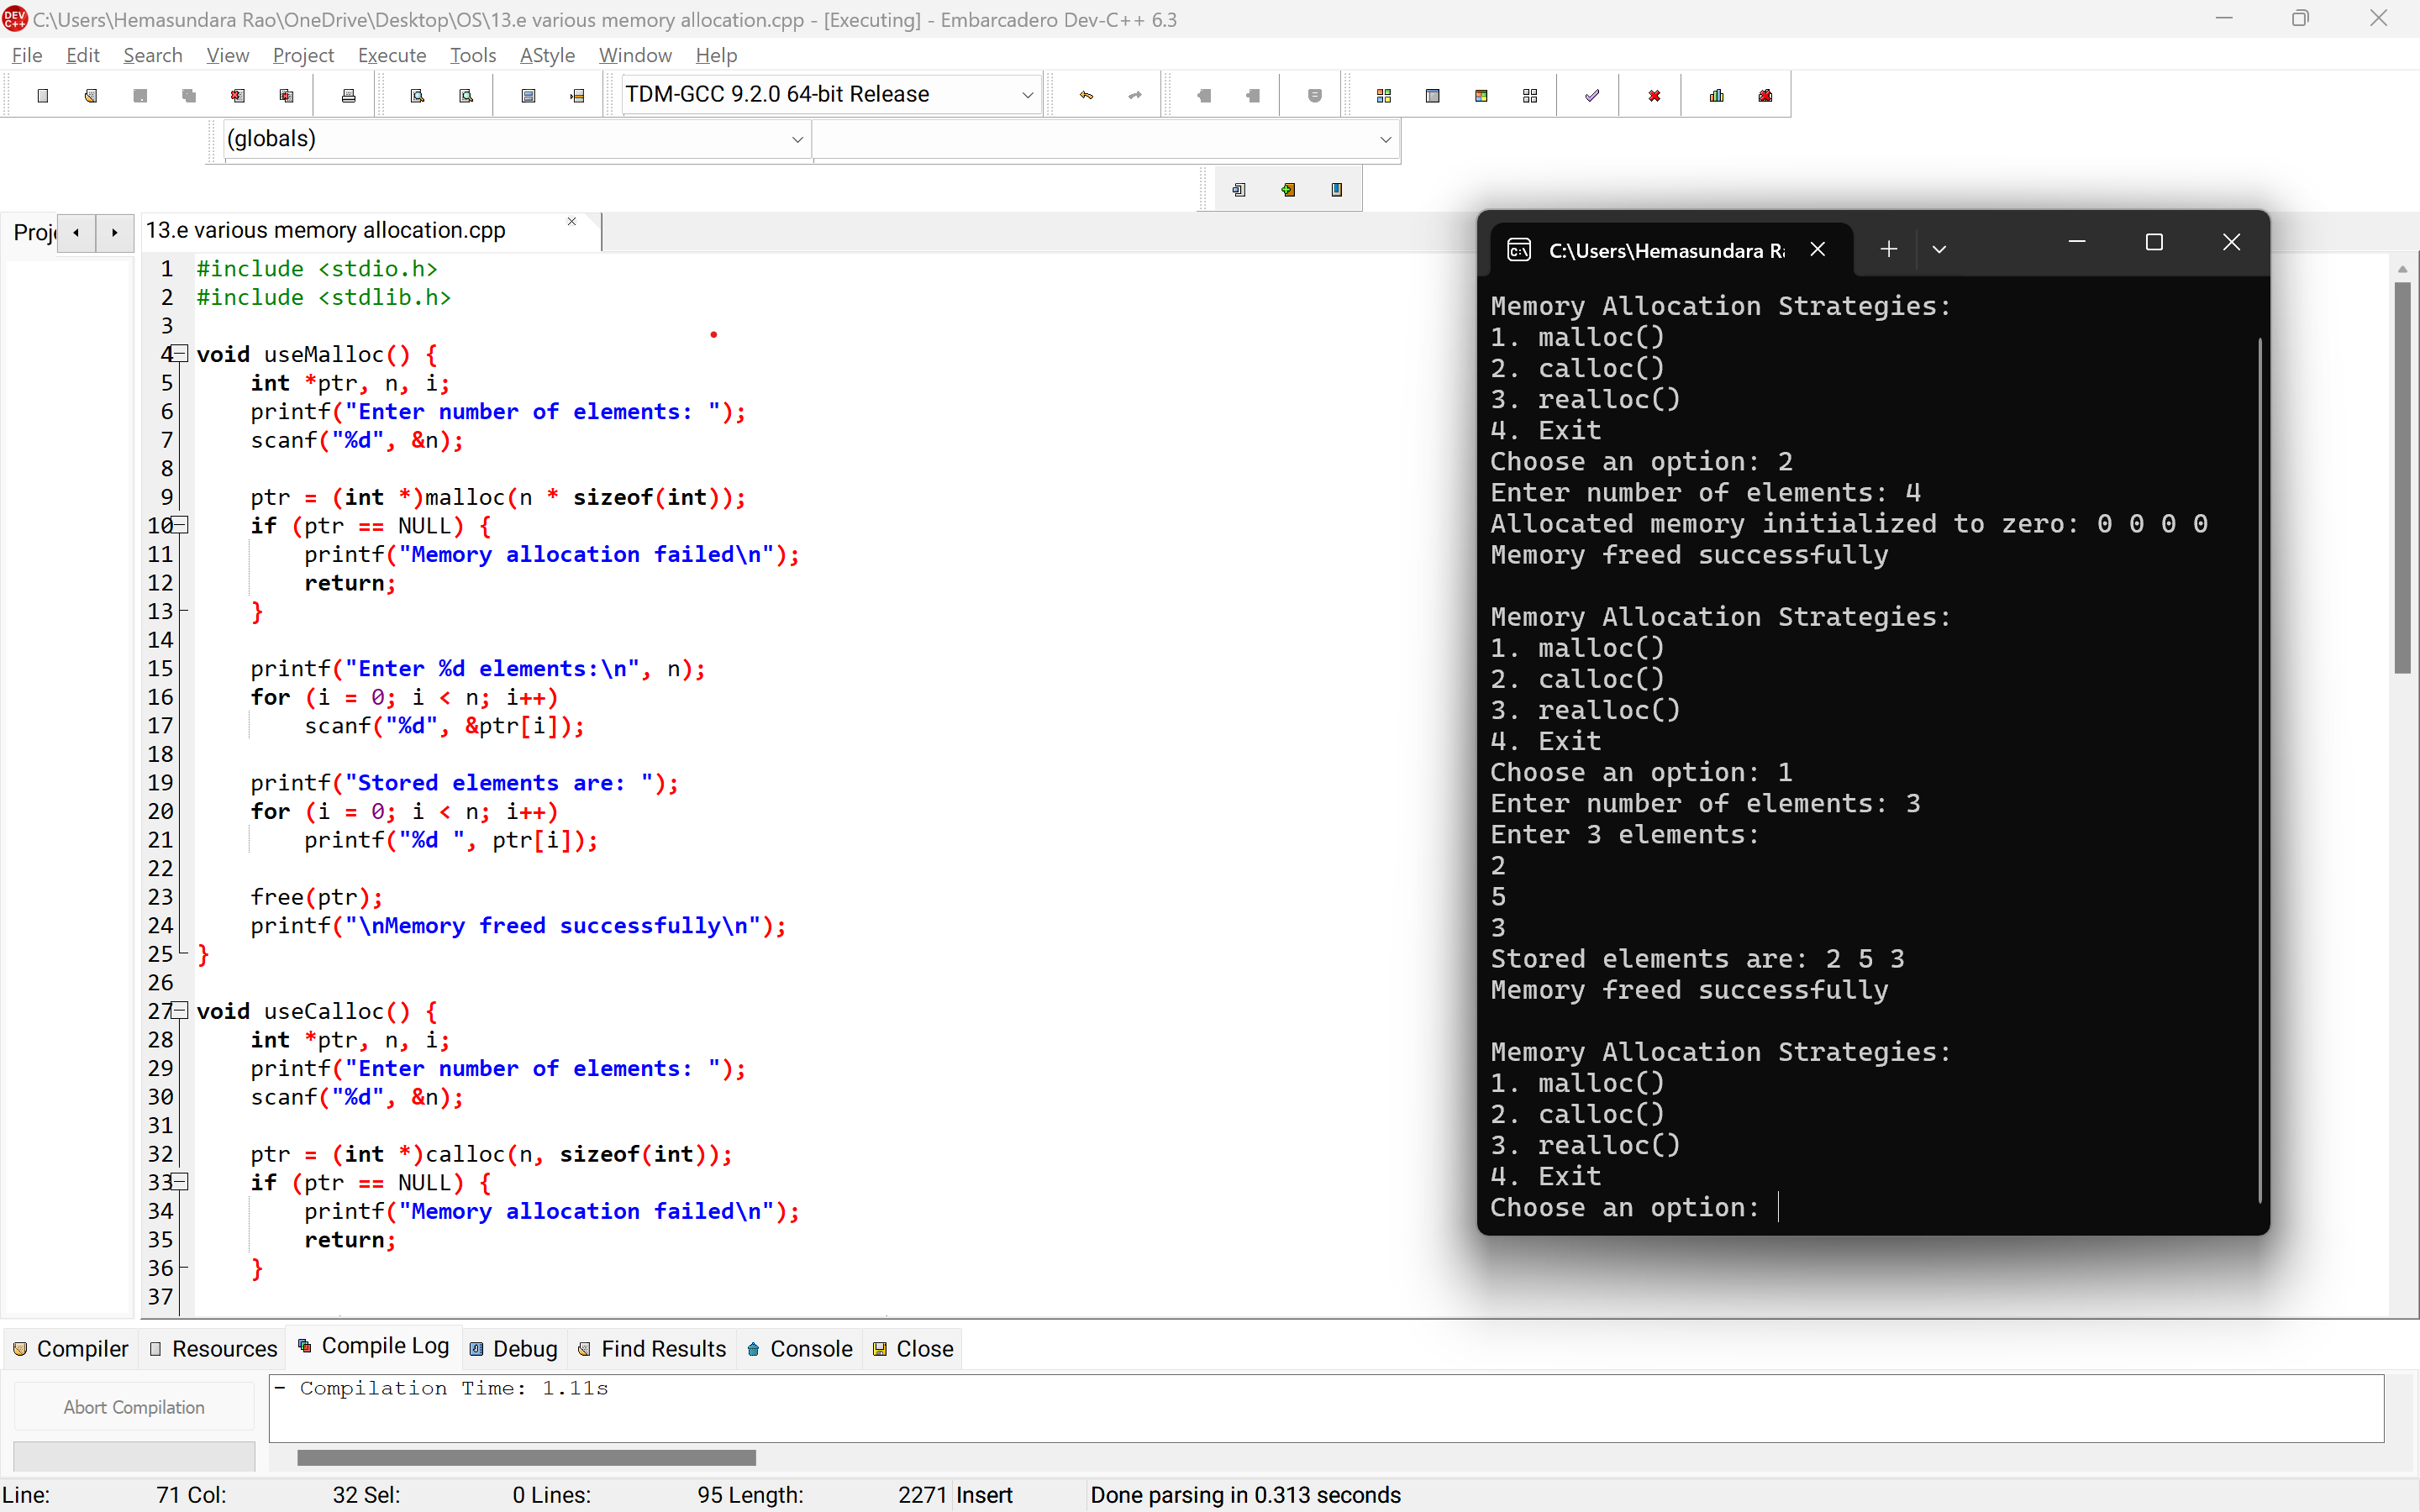 C:\Users\Hemasundara Rao\OneDrive\Desktop\OS\13.e various memory allocation.cpp - [Executing] - Embarcadero Dev-C++ 6.3
File Edit Search View Project Execute Tools AStyle Window Help
TDM-GCC 9.2.0 64-bit Release
(globals)
Proj
13.e various memory allocation.cpp
1 #include <stdio.h>
2 #include <stdlib.h>
3
4 void useMalloc() {
5     int *ptr, n, i;
6     printf("Enter number of elements: ");
7     scanf("%d", &n);
8
9     ptr = (int *)malloc(n * sizeof(int));
10     if (ptr == NULL) {
11         printf("Memory allocation failed\n");
12         return;
13     }
14
15     printf("Enter %d elements:\n", n);
16     for (i = 0; i < n; i++)
17         scanf("%d", &ptr[i]);
18
19     printf("Stored elements are: ");
20     for (i = 0; i < n; i++)
21         printf("%d ", ptr[i]);
22
23     free(ptr);
24     printf("\nMemory freed successfully\n");
25 }
26
27 void useCalloc() {
28     int *ptr, n, i;
29     printf("Enter number of elements: ");
30     scanf("%d", &n);
31
32     ptr = (int *)calloc(n, sizeof(int));
33     if (ptr == NULL) {
34         printf("Memory allocation failed\n");
35         return;
36     }
37
C:\Users\Hemasundara Ra
Memory Allocation Strategies:
1. malloc()
2. calloc()
3. realloc()
4. Exit
Choose an option: 2
Enter number of elements: 4
Allocated memory initialized to zero: 0 0 0 0
Memory freed successfully
Memory Allocation Strategies:
1. malloc()
2. calloc()
3. realloc()
4. Exit
Choose an option: 1
Enter number of elements: 3
Enter 3 elements:
2
5
3
Stored elements are: 2 5 3
Memory freed successfully
Memory Allocation Strategies:
1. malloc()
2. calloc()
3. realloc()
4. Exit
Choose an option:
Compiler Resources Compile Log Debug Find Results Console Close
Abort Compilation
- Compilation Time: 1.11s
Line: 71 Col: 32 Sel: 0 Lines: 95 Length: 2271 Insert Done parsing in 0.313 seconds